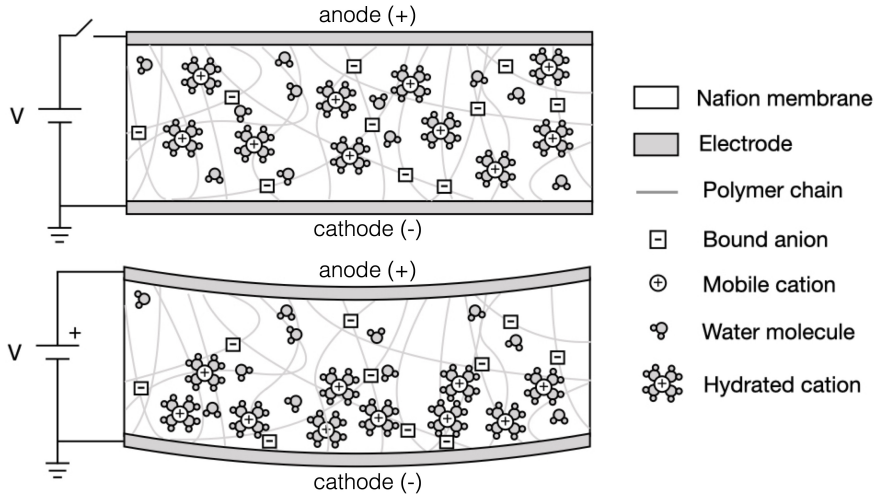 anode (+)
V
cathode (-)
anode (+)
+
V
cathode (-)
Nafion membrane
Electrode
Polymer chain
Bound anion
Mobile cation
Water molecule
Hydrated cation